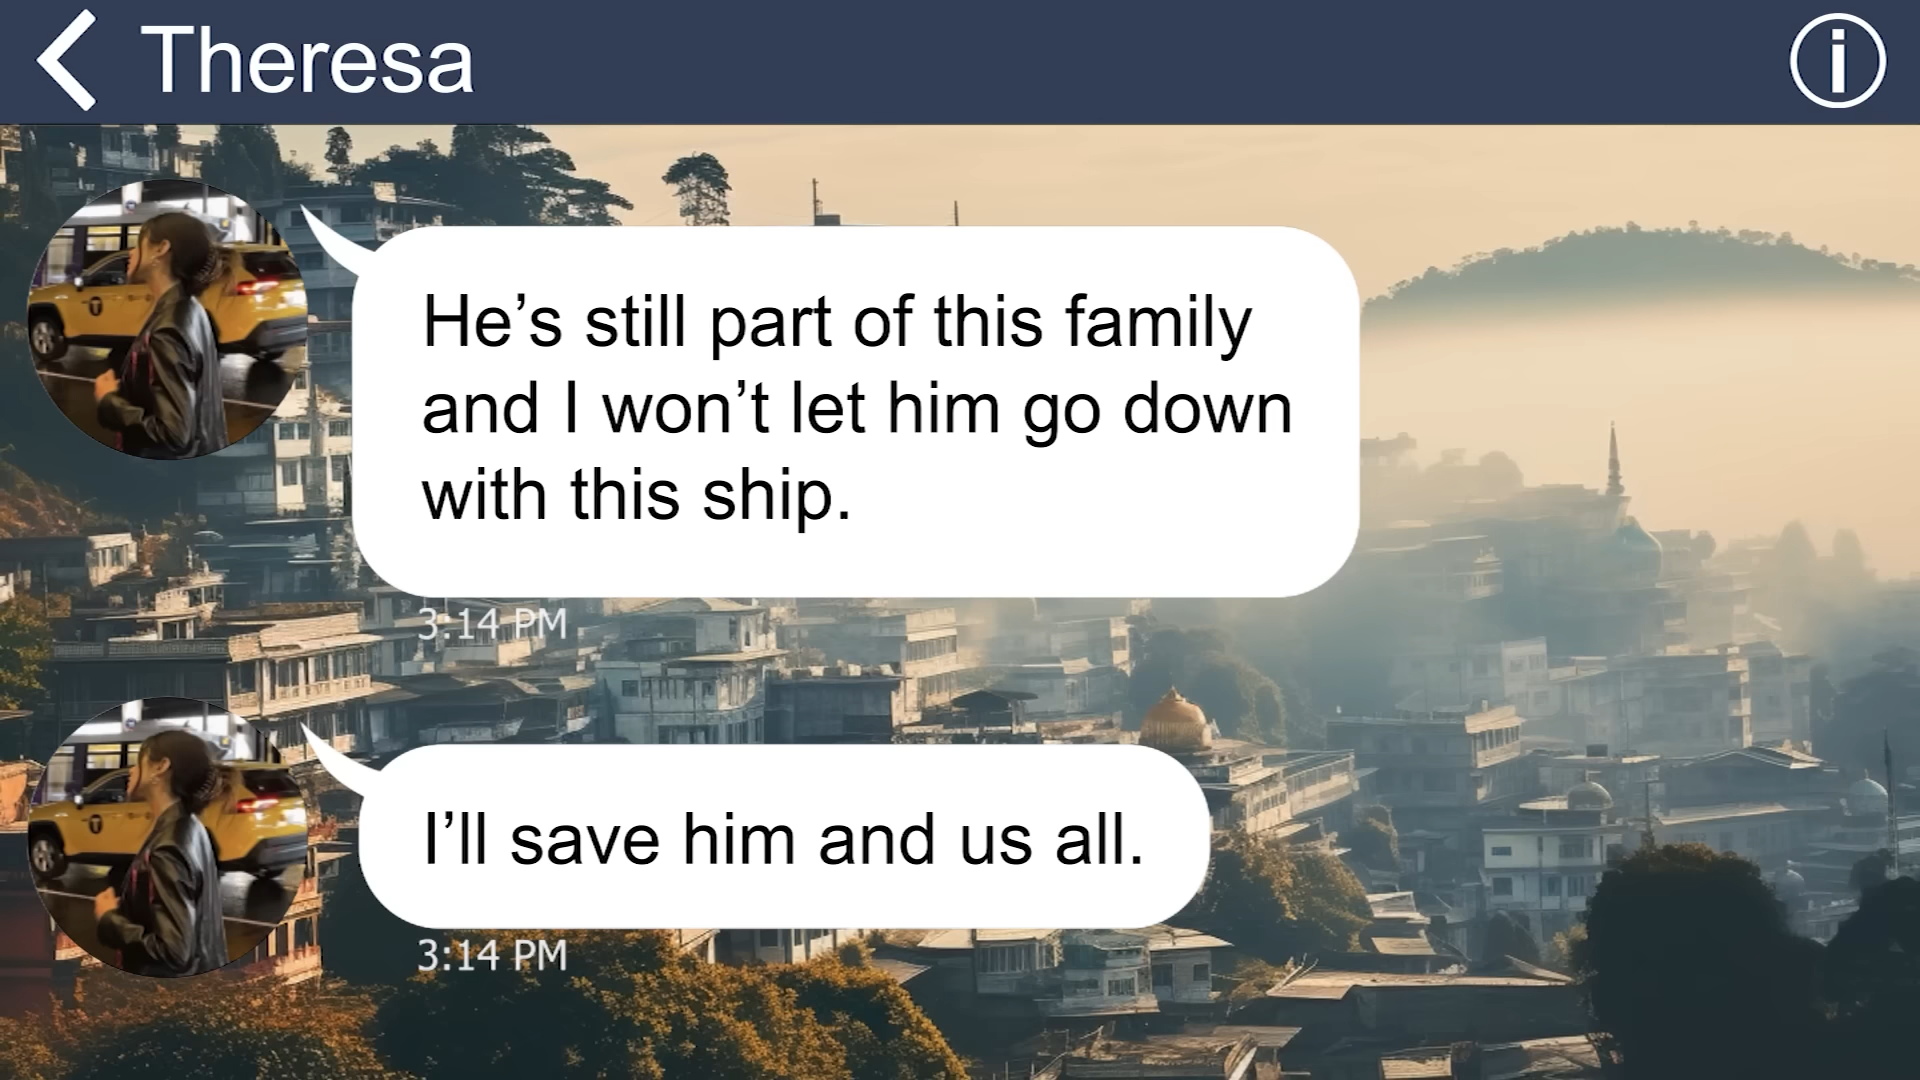 Theresa
He’s still part of this family
and I won’t let him go down
with this ship.
3:14 PM
I’ll save him and us all.
3:14 PM